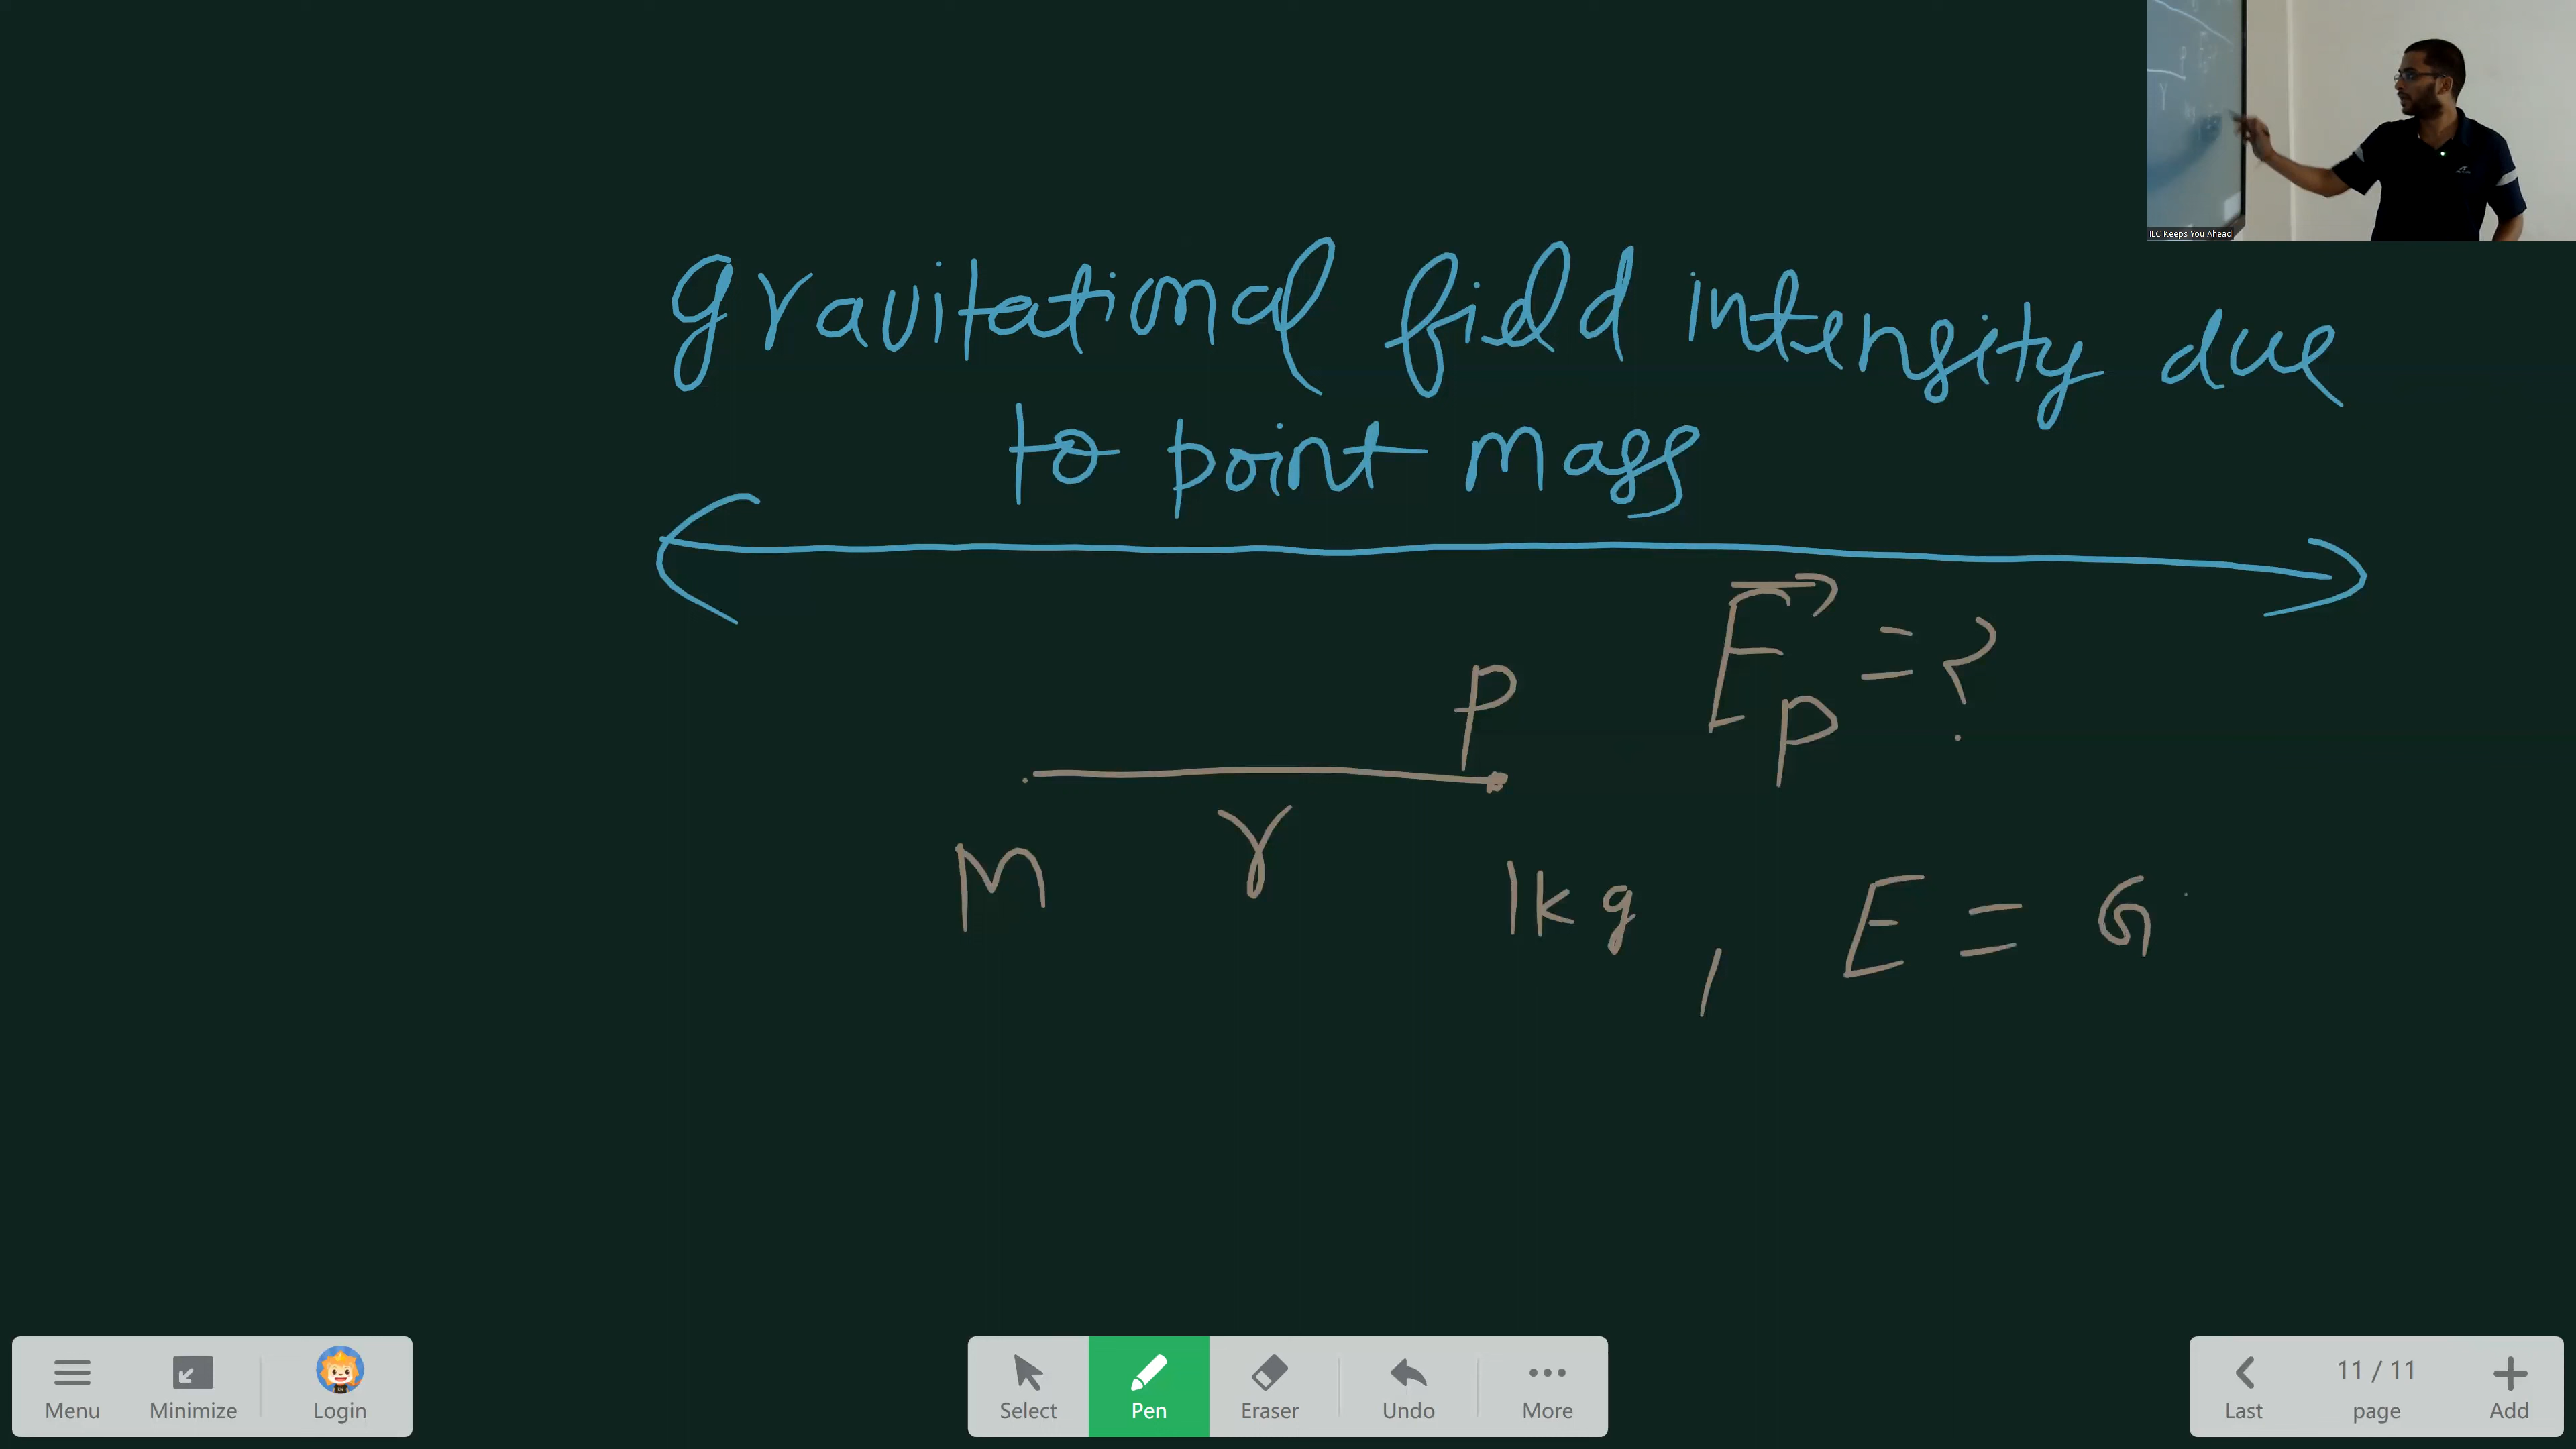 ILC Keeps You Ahead
gravitational field intensity due
to point mass
E⃗p = ?
P
M r 1kg , E = G
Menu Minimize Login Select Pen Eraser Undo More Last 11 / 11 page Add